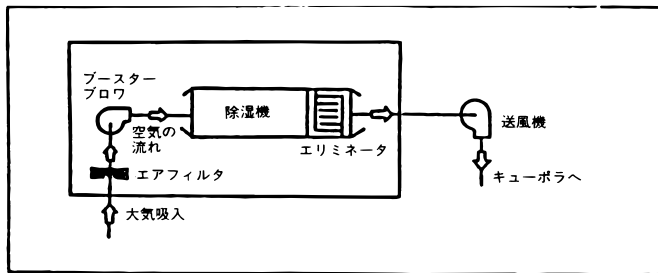 ブースター
ブロワ
空気の
流れ
除湿機
エリミネータ
送風機
エアフィルタ
キューポラへ
大気吸入